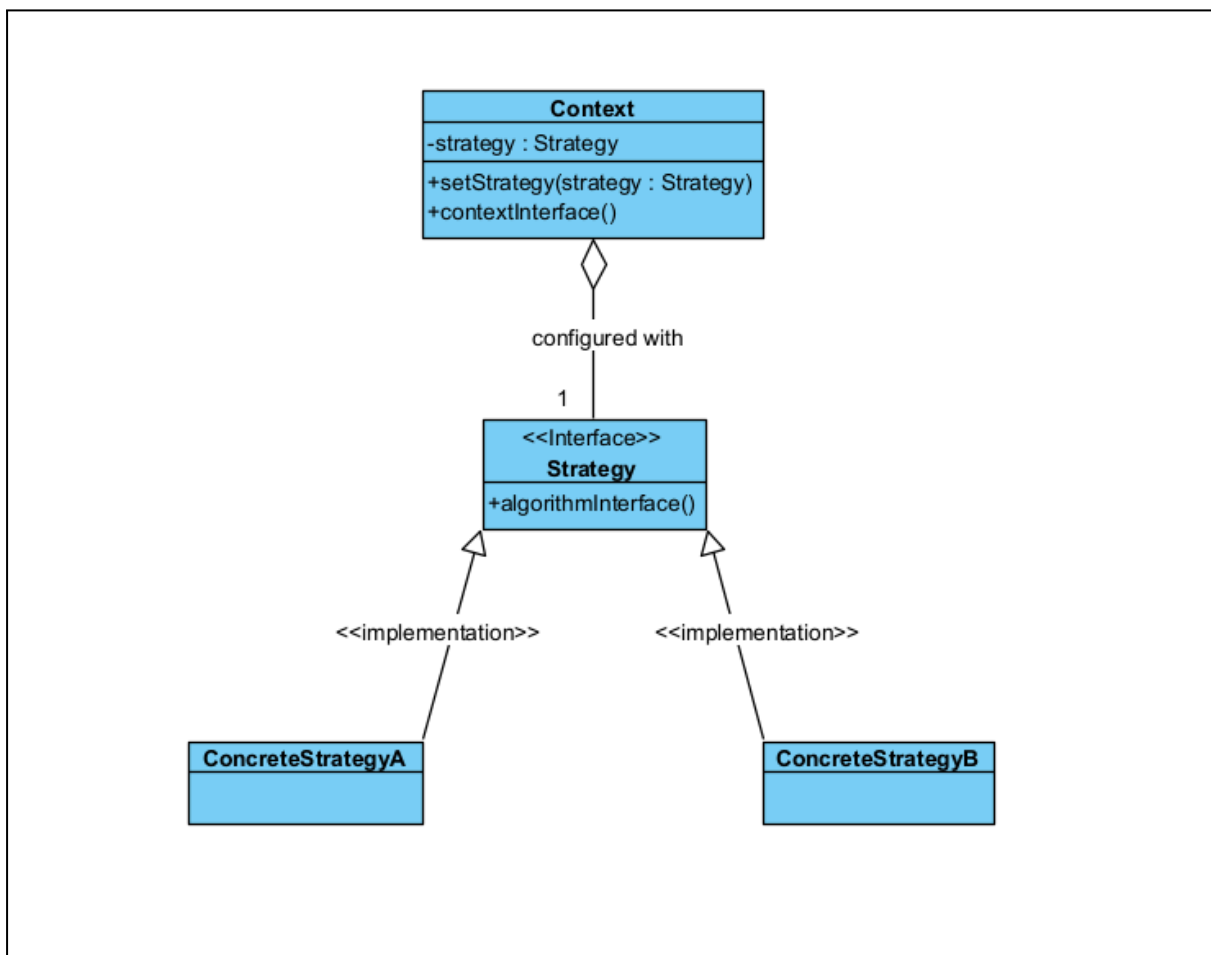 Context
-strategy : Strategy
+setStrategy(strategy : Strategy)
+contextInterface()
configured with
1
<<Interface>>
Strategy
+algorithmInterface()
<<implementation>>
<<implementation>>
ConcreteStrategyA
ConcreteStrategyB